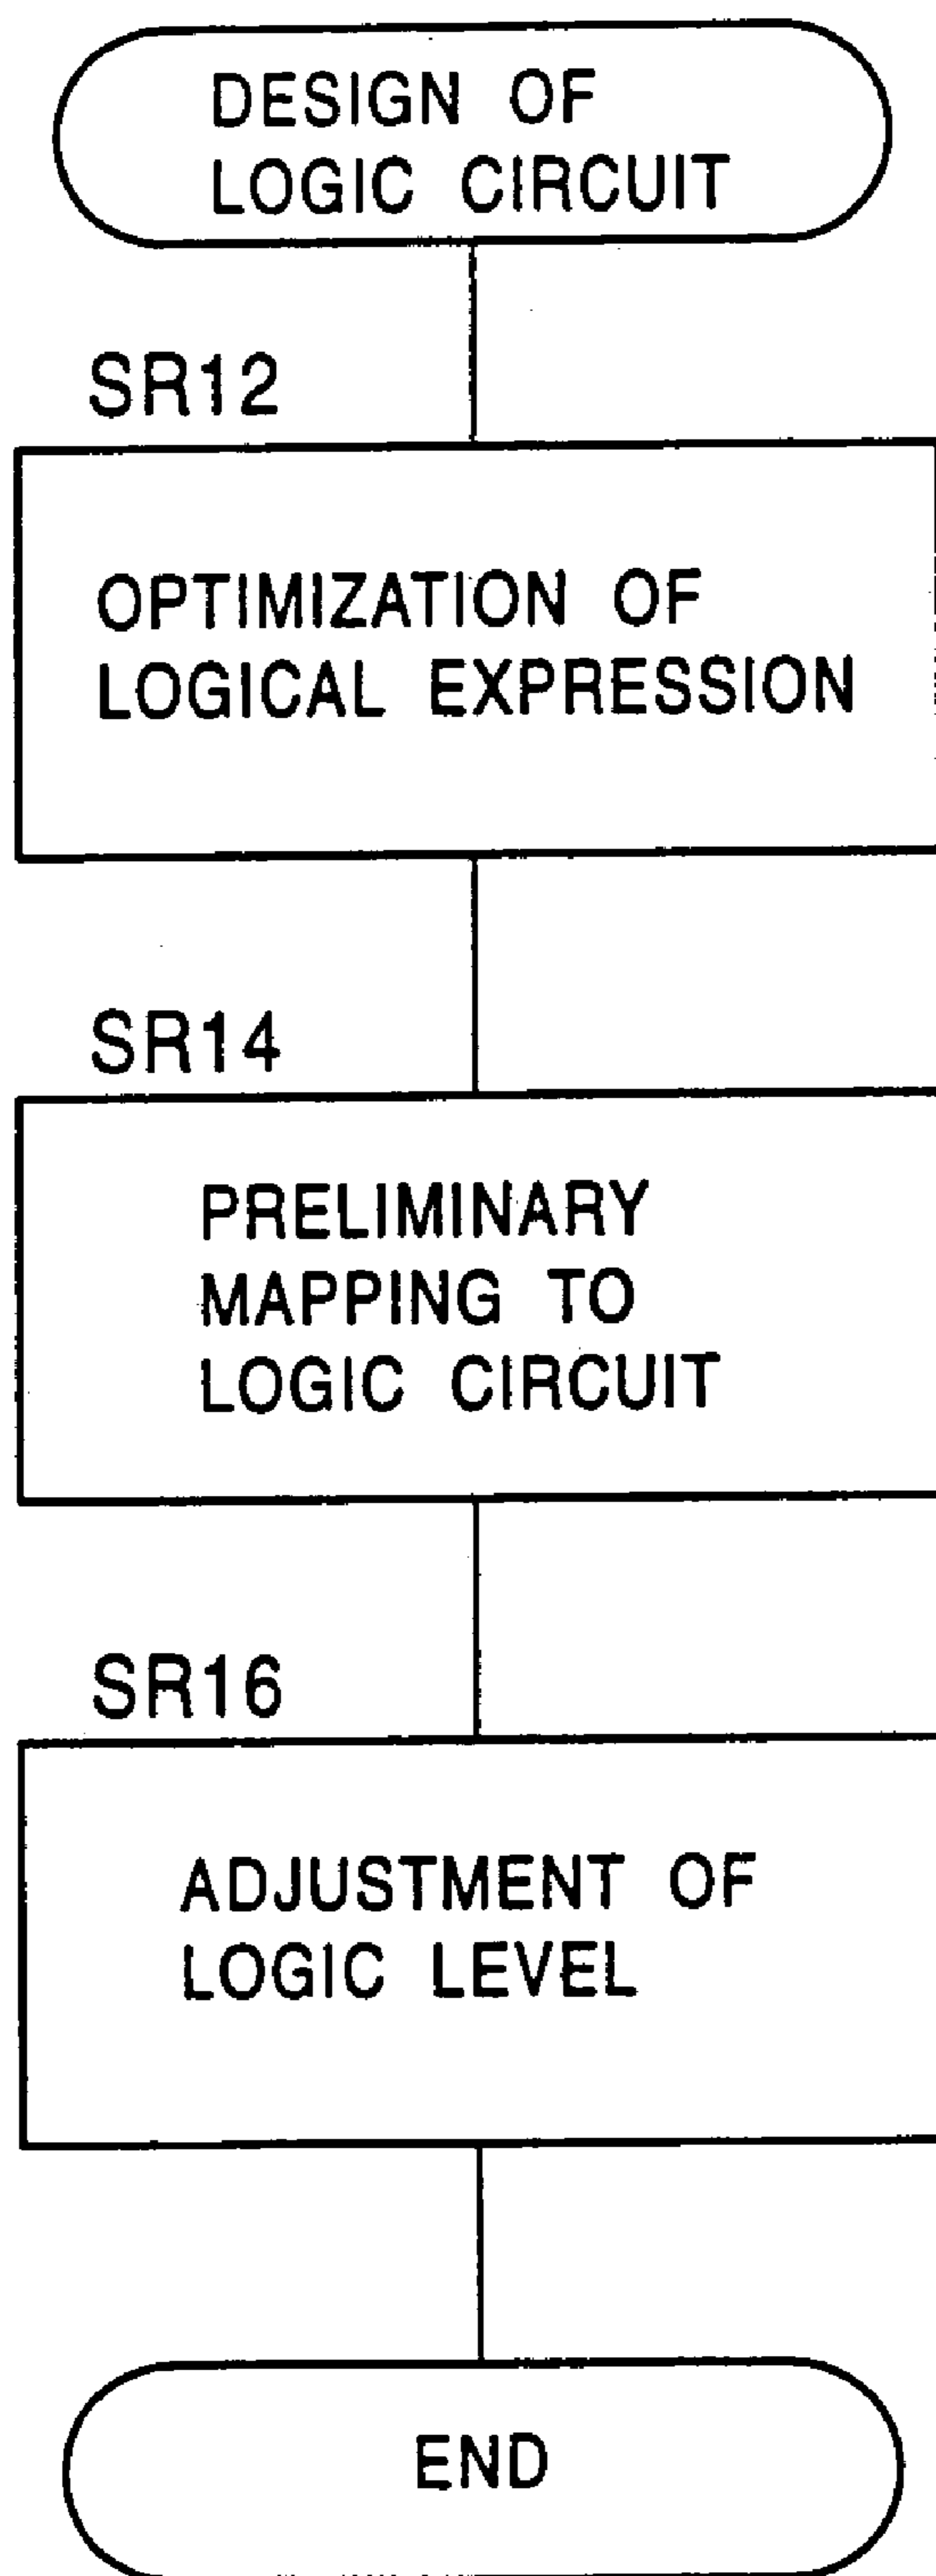 DESIGN OF
LOGIC CIRCUIT
SR12
OPTIMIZATION OF
LOGICAL EXPRESSION
SR14
PRELIMINARY
MAPPING TO
LOGIC CIRCUIT
SR16
ADJUSTMENT OF
LOGIC LEVEL
END